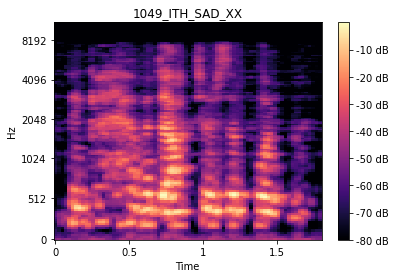 1049_ITH_SAD_XX
8192
4096
2048
1024
512
0
Hz
0
0.5
1
1.5
Time
-10 dB
-20 dB
-30 dB
-40 dB
-50 dB
-60 dB
-70 dB
-80 dB